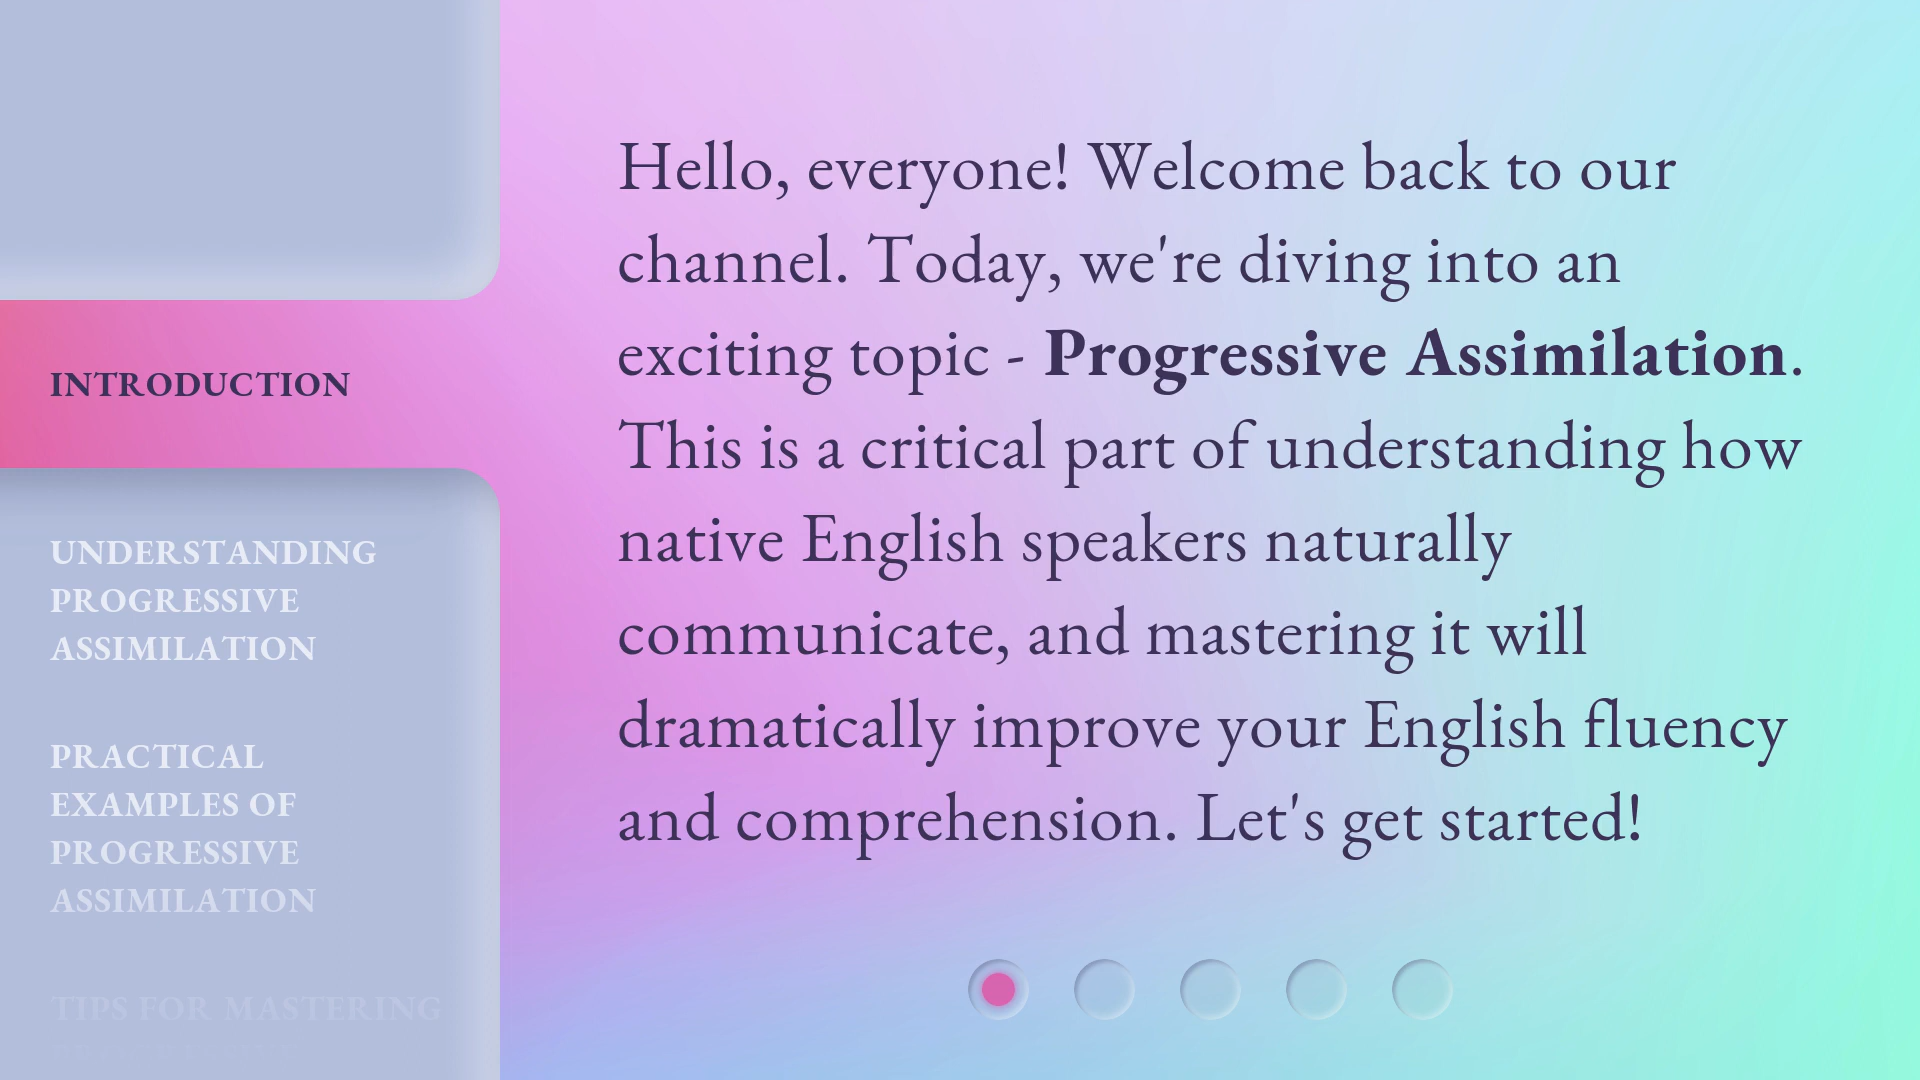 INTRODUCTION
UNDERSTANDING
PROGRESSIVE
ASSIMILATION
PRACTICAL
EXAMPLES OF
PROGRESSIVE
ASSIMILATION
TIPS FOR MASTERING
Hello, everyone! Welcome back to our
channel. Today, we're diving into an
exciting topic - Progressive Assimilation.
This is a critical part of understanding how
native English speakers naturally
communicate, and mastering it will
dramatically improve your English fluency
and comprehension. Let's get started!